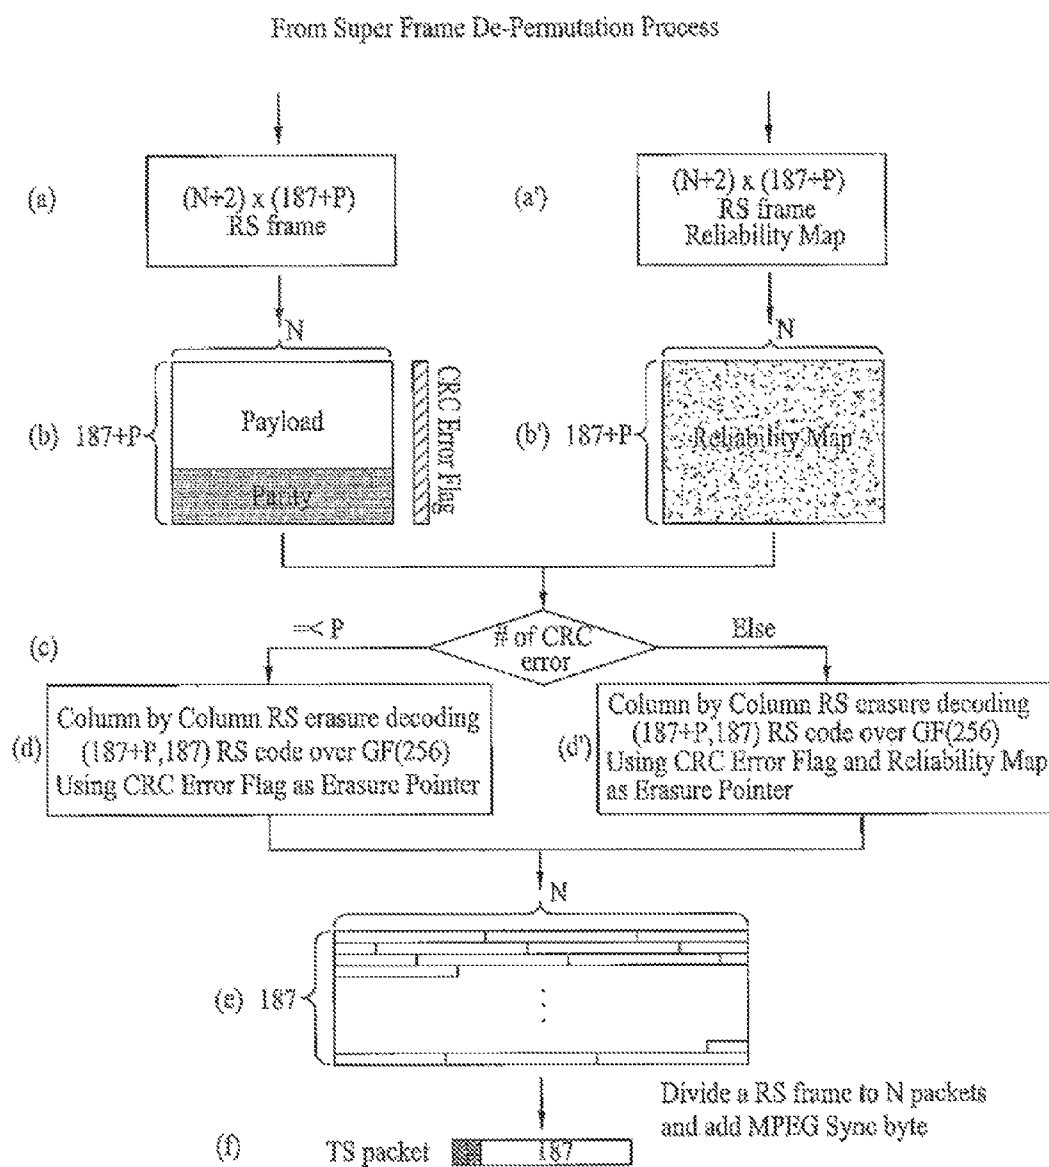 From Super Frame De-Permutation Process
(a)
(N+2) x (187+P)
RS frame
(a')
(N+2) x (187+P)
RS frame
Reliability Map
N
N
(b)
187+P
Payload
Parity
CRC Error Flag
(b')
187+P
Reliability Map
(c)
=< P
# of CRC
error
Else
(d)
Column by Column RS erasure decoding
(187+P,187) RS code over GF(256)
Using CRC Error Flag as Erasure Pointer
(d')
Column by Column RS erasure decoding
(187+P,187) RS code over GF(256)
Using CRC Error Flag and Reliability Map
as Erasure Pointer
N
(e)
187
Divide a RS frame to N packets
and add MPEG Sync byte
(f)
TS packet
187